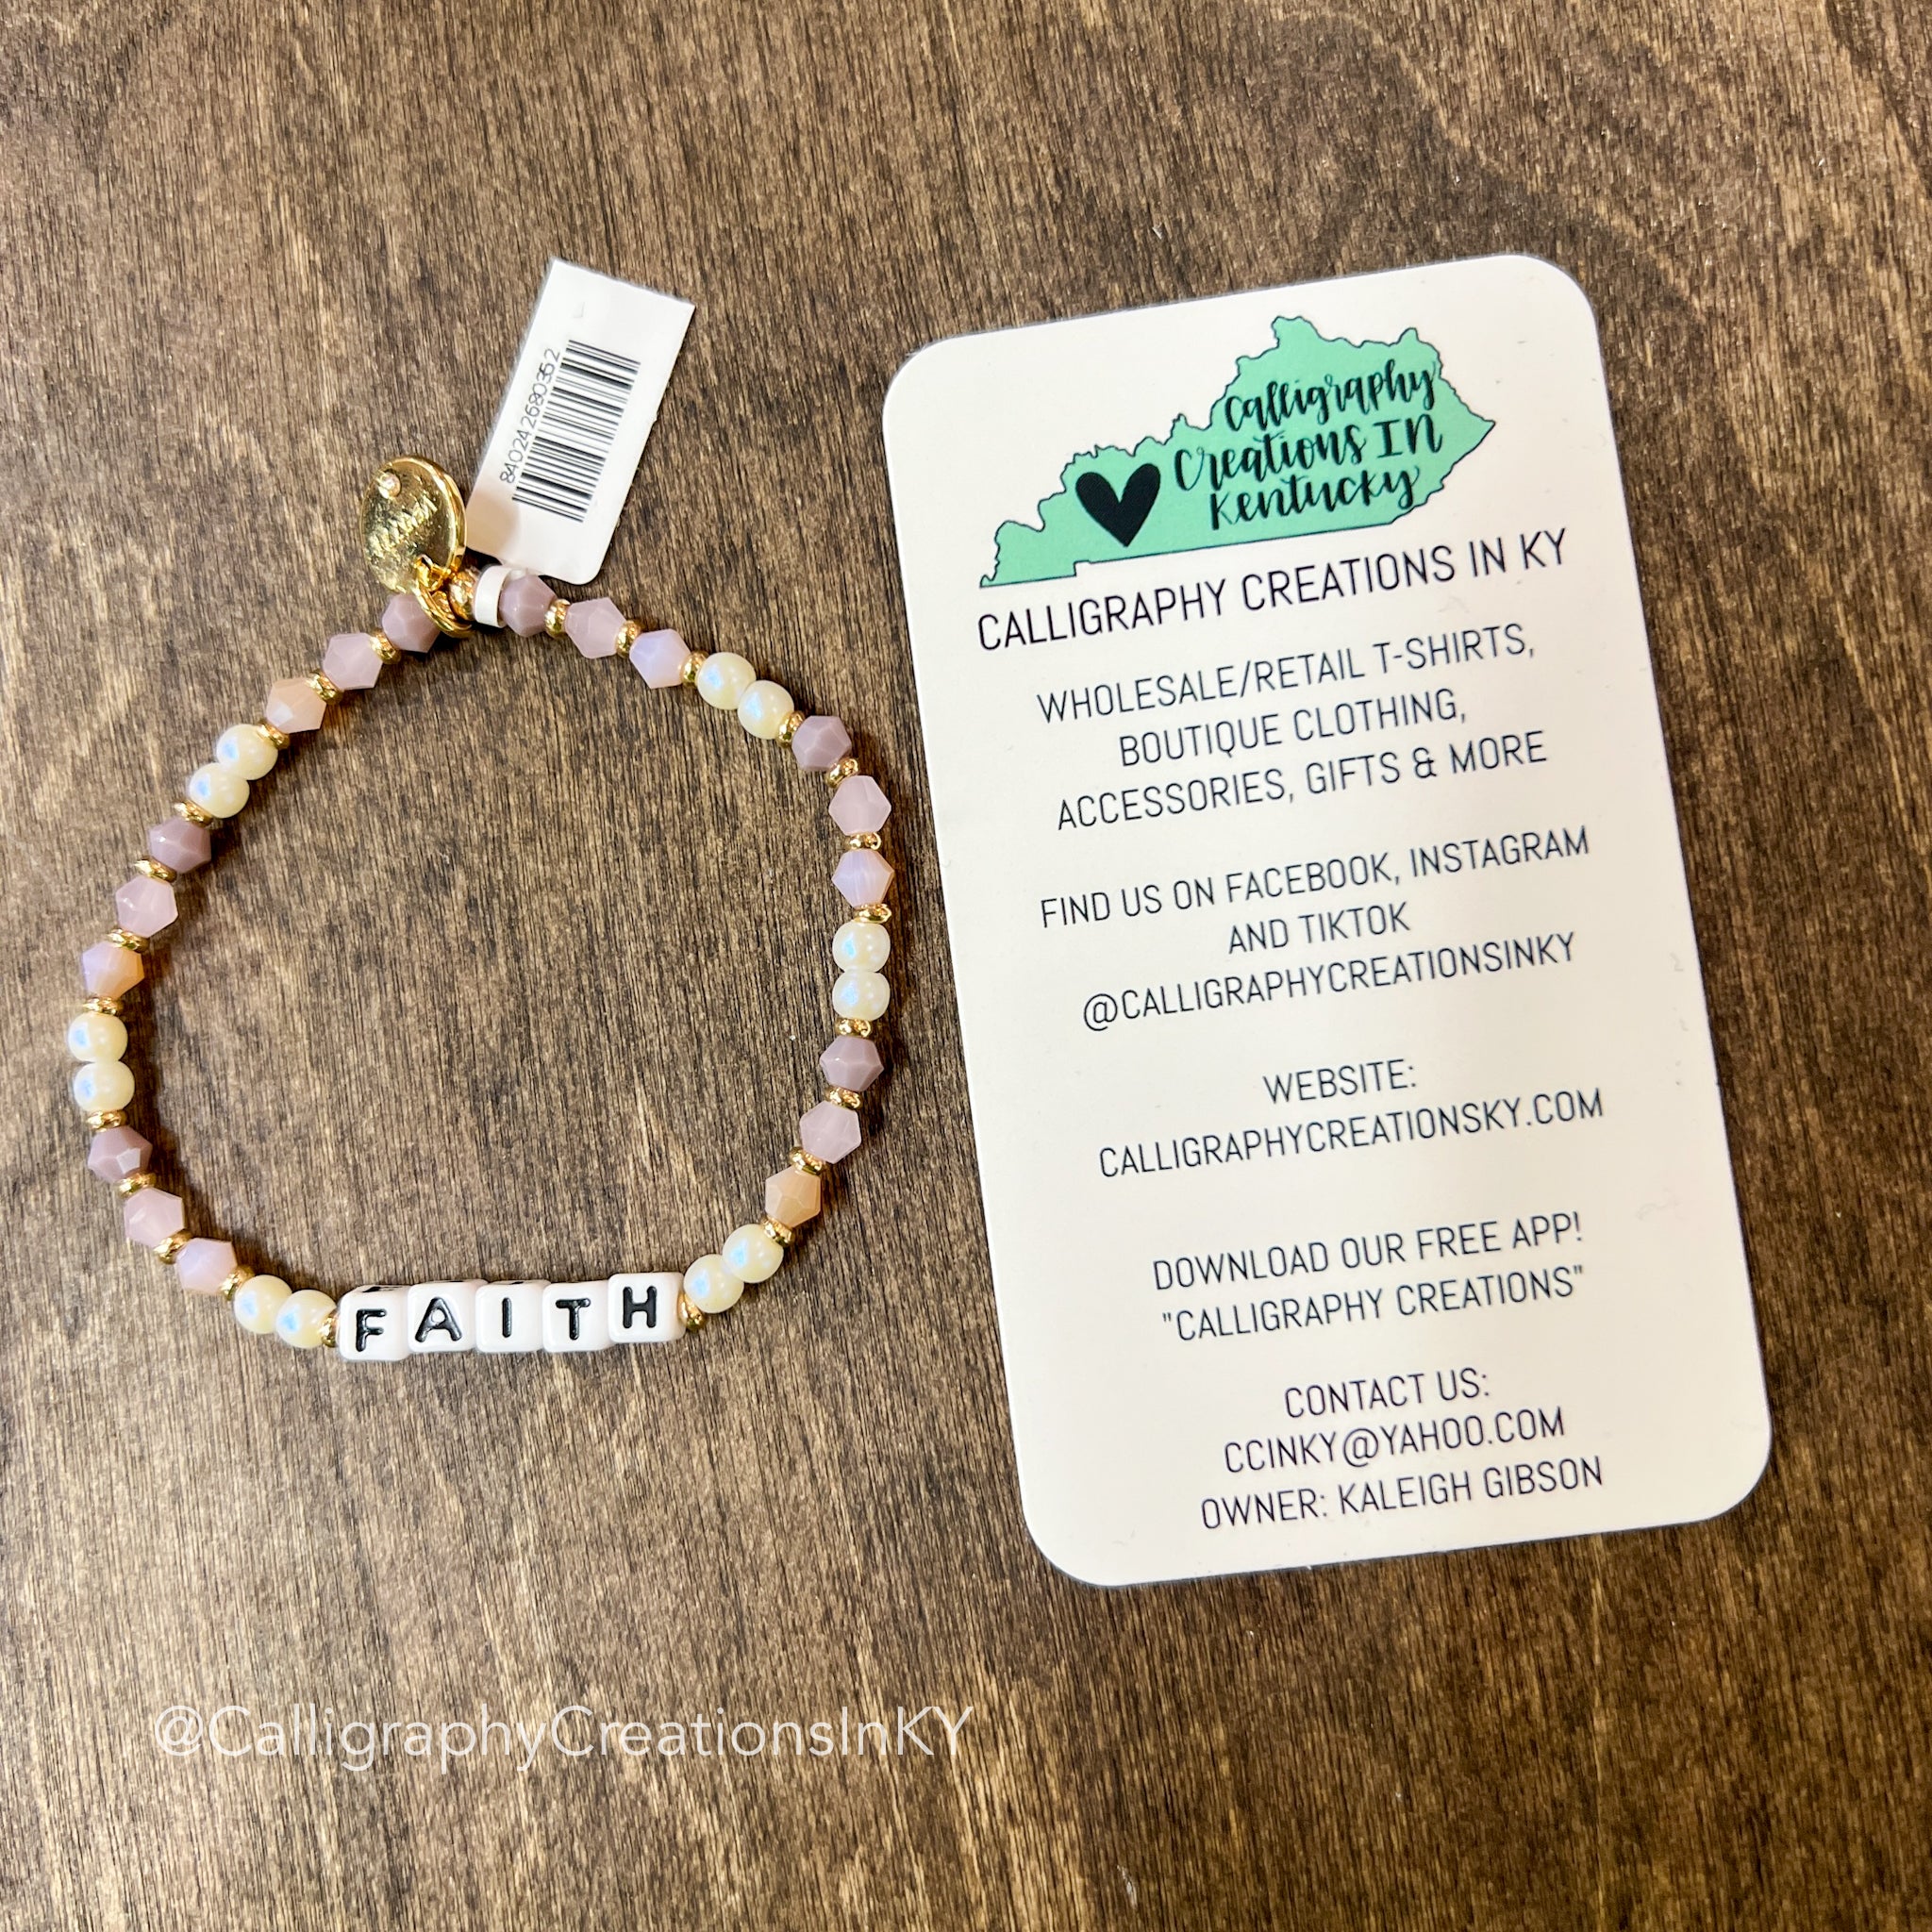 840242680352
FAITH
Calligraphy
Creations IN
Kentucky
CALLIGRAPHY CREATIONS IN KY
WHOLESALE/RETAIL T-SHIRTS,
BOUTIQUE CLOTHING,
ACCESSORIES, GIFTS & MORE
FIND US ON FACEBOOK, INSTAGRAM
AND TIKTOK
@CALLIGRAPHYCREATIONSINKY
WEBSITE:
CALLIGRAPHYCREATIONSKY.COM
DOWNLOAD OUR FREE APP!
"CALLIGRAPHY CREATIONS"
CONTACT US:
CCINKY@YAHOO.COM
OWNER: KALEIGH GIBSON
@CalligraphyCreationsInKY